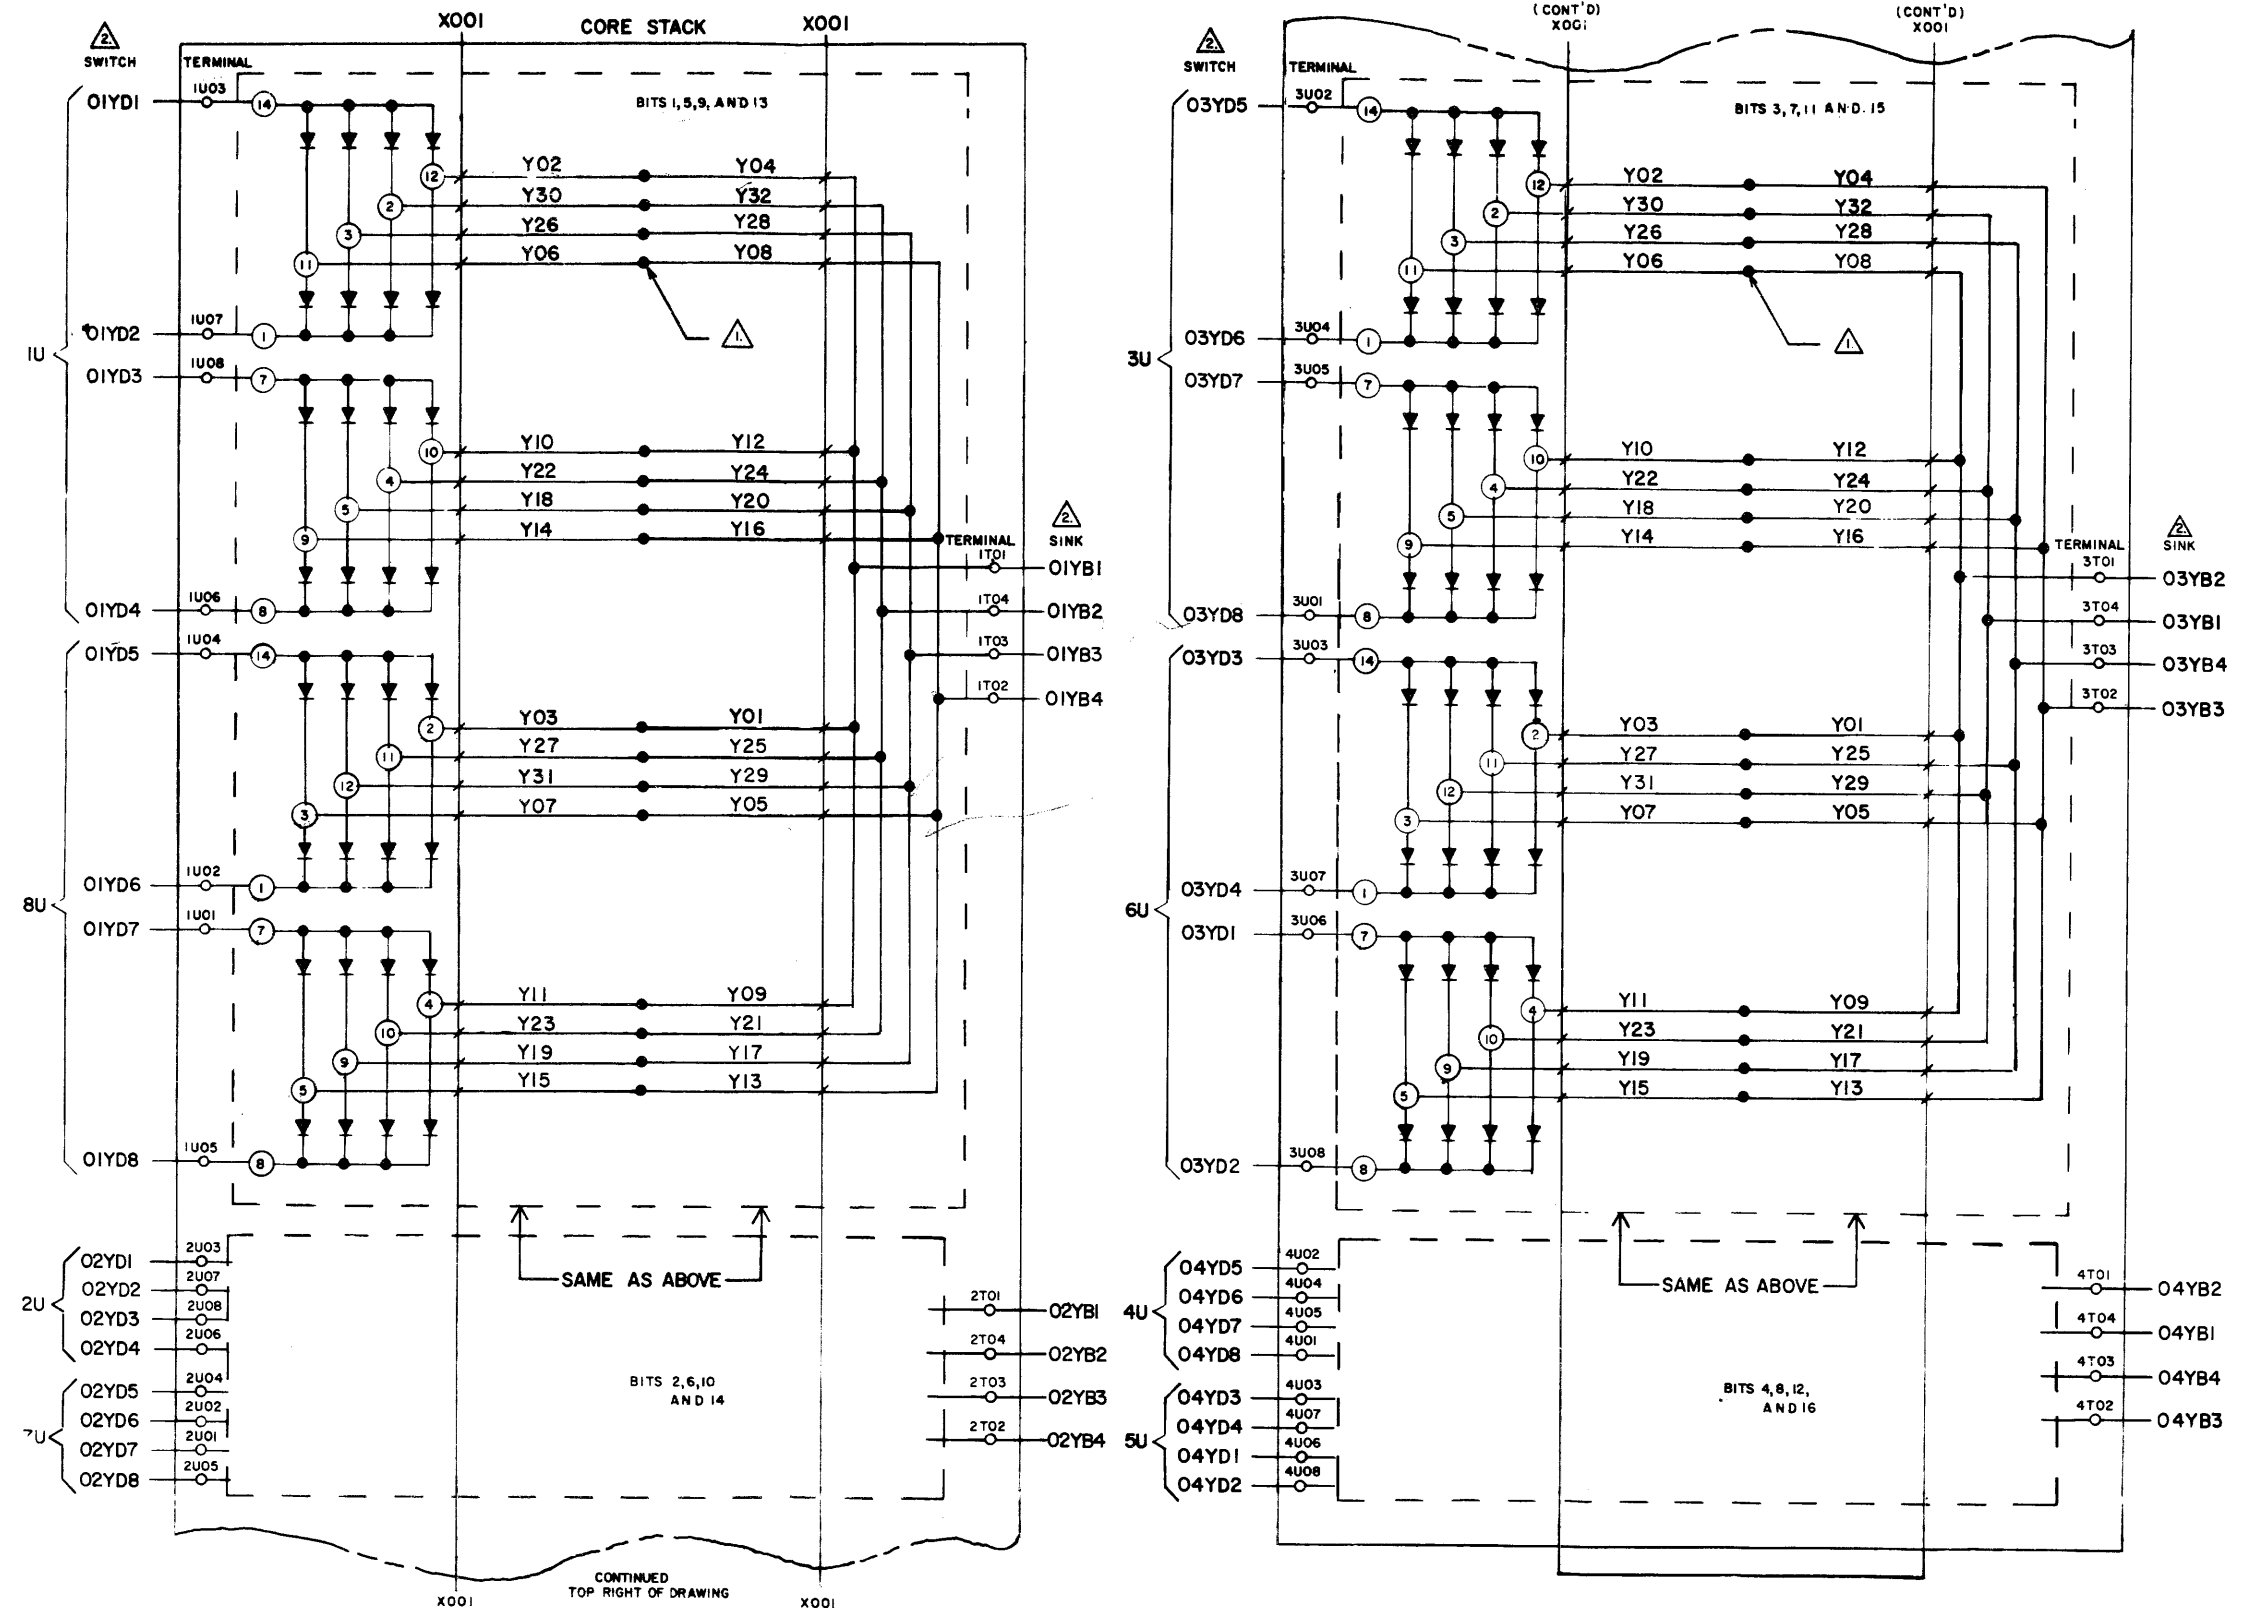 X001 CORE STACK X001
2.
SWITCH TERMINAL
BITS 1,5,9, AND 13
01YD1 1U03 14
12 Y02 Y04
2 Y30 Y32
3 Y26 Y28
11 Y06 Y08
1.
01YD2 1U07 1
1U
01YD3 1U08 7
10 Y10 Y12
4 Y22 Y24
5 Y18 Y20
9 Y14 Y16
01YD4 1U06 8
2.
TERMINAL SINK
1T01 01YB1
1T04 01YB2
1T03 01YB3
1T02 01YB4
01YD5 1U04 14
2 Y03 Y01
11 Y27 Y25
12 Y31 Y29
3 Y07 Y05
01YD6 1U02 1
8U
01YD7 1U01 7
4 Y11 Y09
10 Y23 Y21
9 Y19 Y17
5 Y15 Y13
01YD8 1U05 8
SAME AS ABOVE
2U
02YD1 2U03
02YD2 2U07
02YD3 2U08
02YD4 2U06
7U
02YD5 2U04
02YD6 2U02
02YD7 2U01
02YD8 2U05
BITS 2,6,10
AND 14
2T01 02YB1
2T04 02YB2
2T03 02YB3
2T02 02YB4
CONTINUED
TOP RIGHT OF DRAWING
X001 X001
(CONT'D) (CONT'D)
X001 X001
2.
SWITCH TERMINAL
BITS 3,7,11 AND. 15
03YD5 3U02 14
12 Y02 Y04
2 Y30 Y32
3 Y26 Y28
11 Y06 Y08
1.
03YD6 3U04 1
3U
03YD7 3U05 7
10 Y10 Y12
4 Y22 Y24
5 Y18 Y20
9 Y14 Y16
03YD8 3U01 8
2.
TERMINAL SINK
3T01 03YB2
3T04 03YB1
3T03 03YB4
3T02 03YB3
03YD3 3U03 14
2 Y03 Y01
11 Y27 Y25
12 Y31 Y29
3 Y07 Y05
03YD4 3U07 1
6U
03YD1 3U06 7
4 Y11 Y09
10 Y23 Y21
9 Y19 Y17
5 Y15 Y13
03YD2 3U08 8
SAME AS ABOVE
4U
04YD5 4U02
04YD6 4U04
04YD7 4U05
04YD8 4U01
5U
04YD3 4U03
04YD4 4U07
04YD1 4U06
04YD2 4U08
BITS 4,8,12,
AND 16
4T01 04YB2
4T04 04YB1
4T03 04YB4
4T02 04YB3